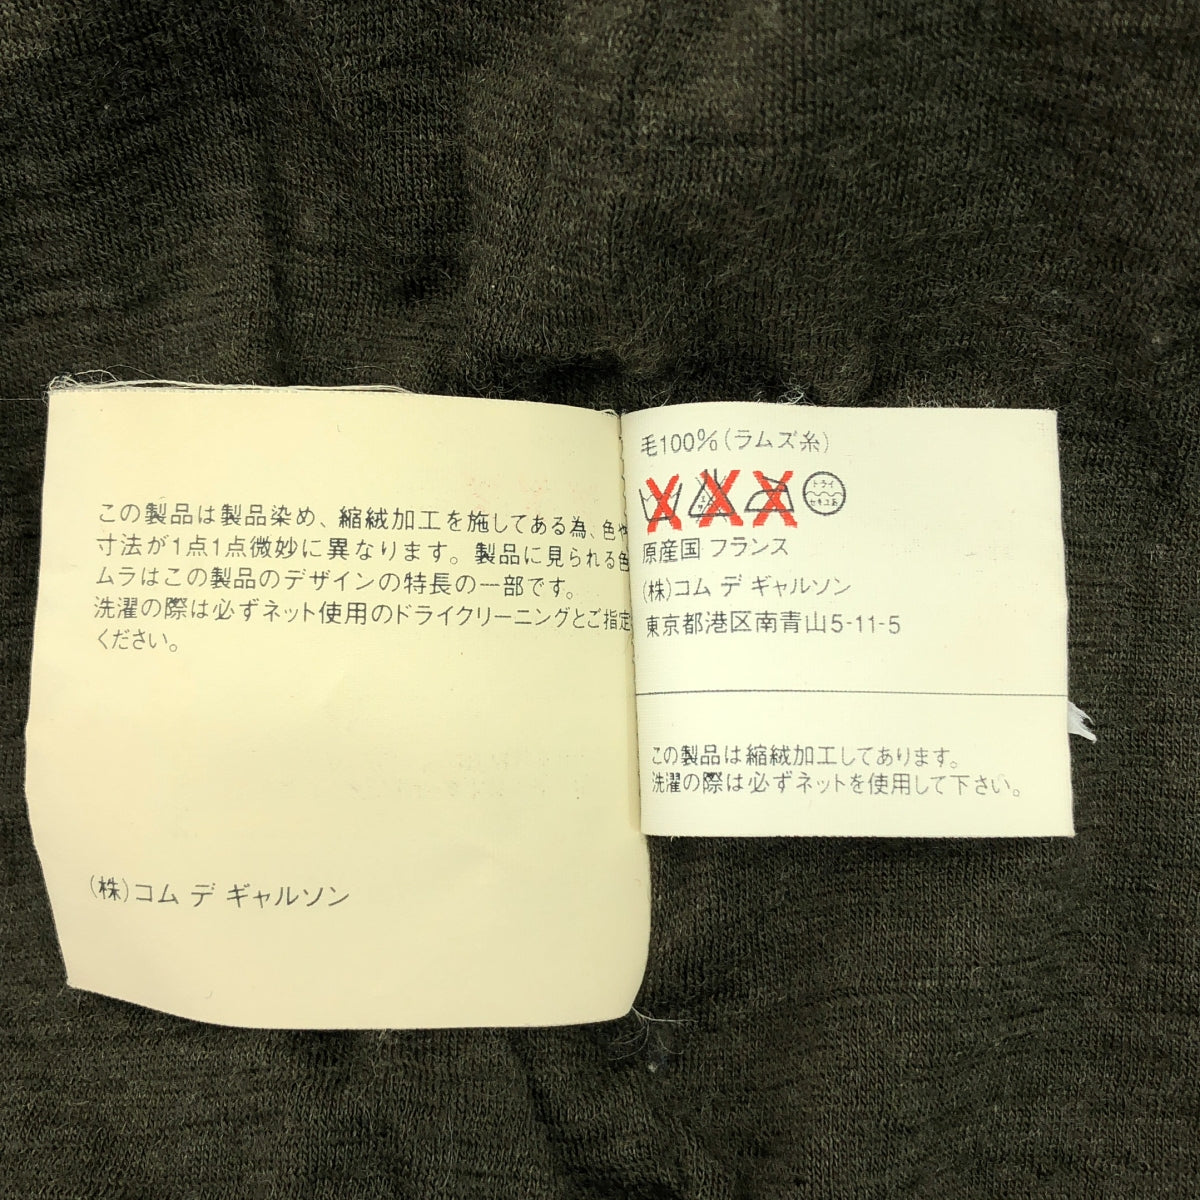 この製品は製品染め、縮絨加工を施してある為、色や
寸法が1点1点微妙に異なります。製品に見られる色
ムラはこの製品のデザインの特長の一部です。
洗濯の際は必ずネット使用のドライクリーニングとご指定
ください。
(株)コム デ ギャルソン
毛100%(ラムズ糸)
ドライ
セキユ系
原産国 フランス
(株)コム デ ギャルソン
東京都港区南青山5-11-5
この製品は縮絨加工してあります。
洗濯の際は必ずネットを使用して下さい。